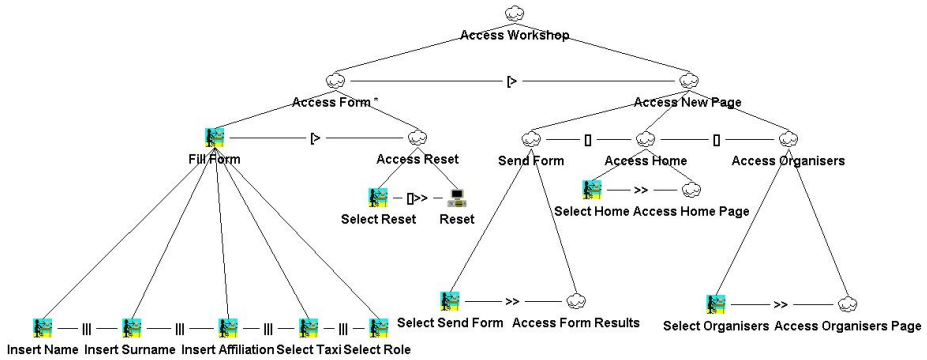 Access Workshop
[>
Access Form *
Access New Page
[>
[]
[]
Fill Form
Access Reset
Send Form
Access Home
Access Organisers
[]>>
>>
Select Reset
Reset
Select Home
Access Home Page
>>
>>
|||
|||
|||
|||
Select Send Form
Access Form Results
Select Organisers
Access Organisers Page
Insert Name
Insert Surname
Insert Affiliation
Select Taxi
Select Role